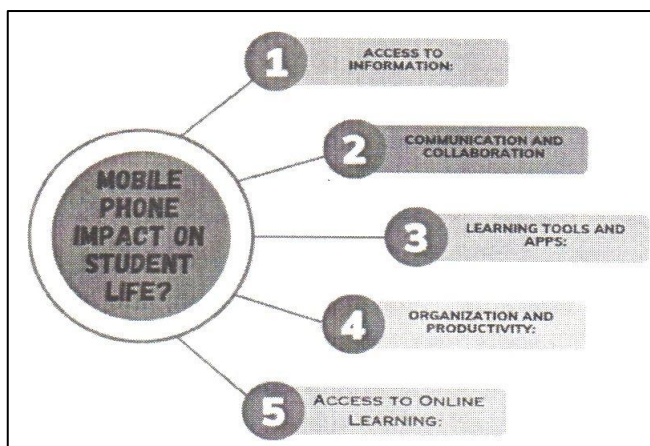 MOBILE
PHONE
IMPACT ON
STUDENT
LIFE?
1
ACCESS TO
INFORMATION:
2
COMMUNICATION AND
COLLABORATION
3
LEARNING TOOLS AND
APPS:
4
ORGANIZATION AND
PRODUCTIVITY:
5
ACCESS TO ONLINE
LEARNING: